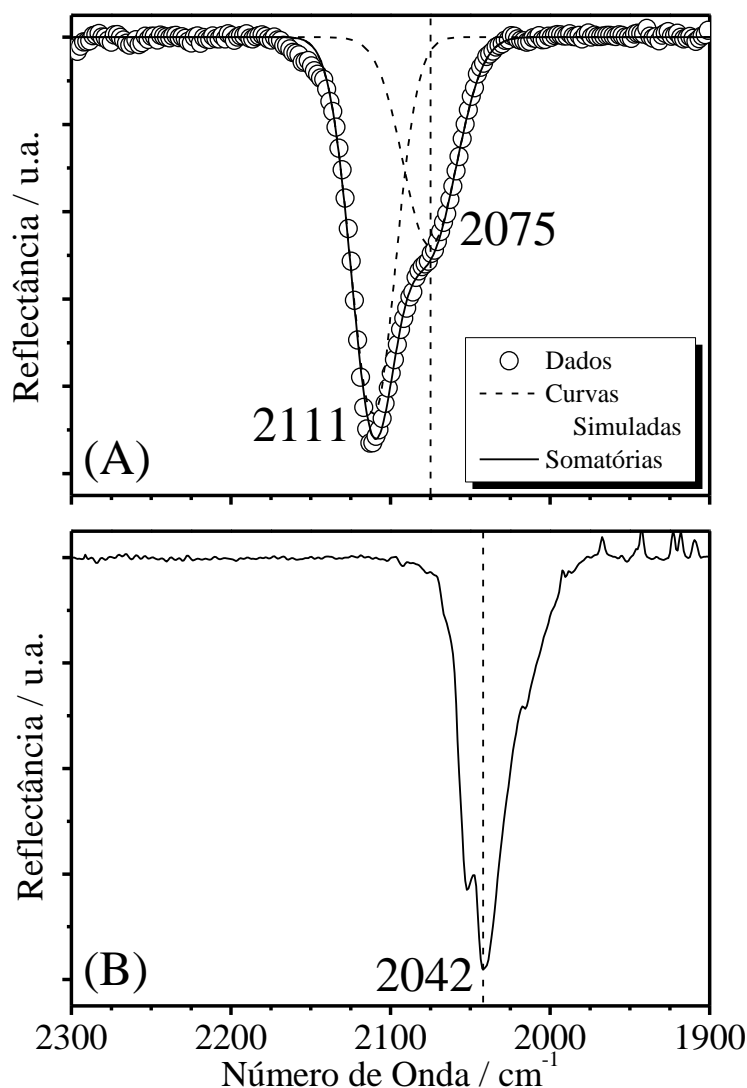 Reflectância / u.a.
2075
2111
(A)
Dados
Curvas
Simuladas
Somatórias
Reflectância / u.a.
(B)
2042
2300 2200 2100 2000 1900
Número de Onda / cm⁻¹